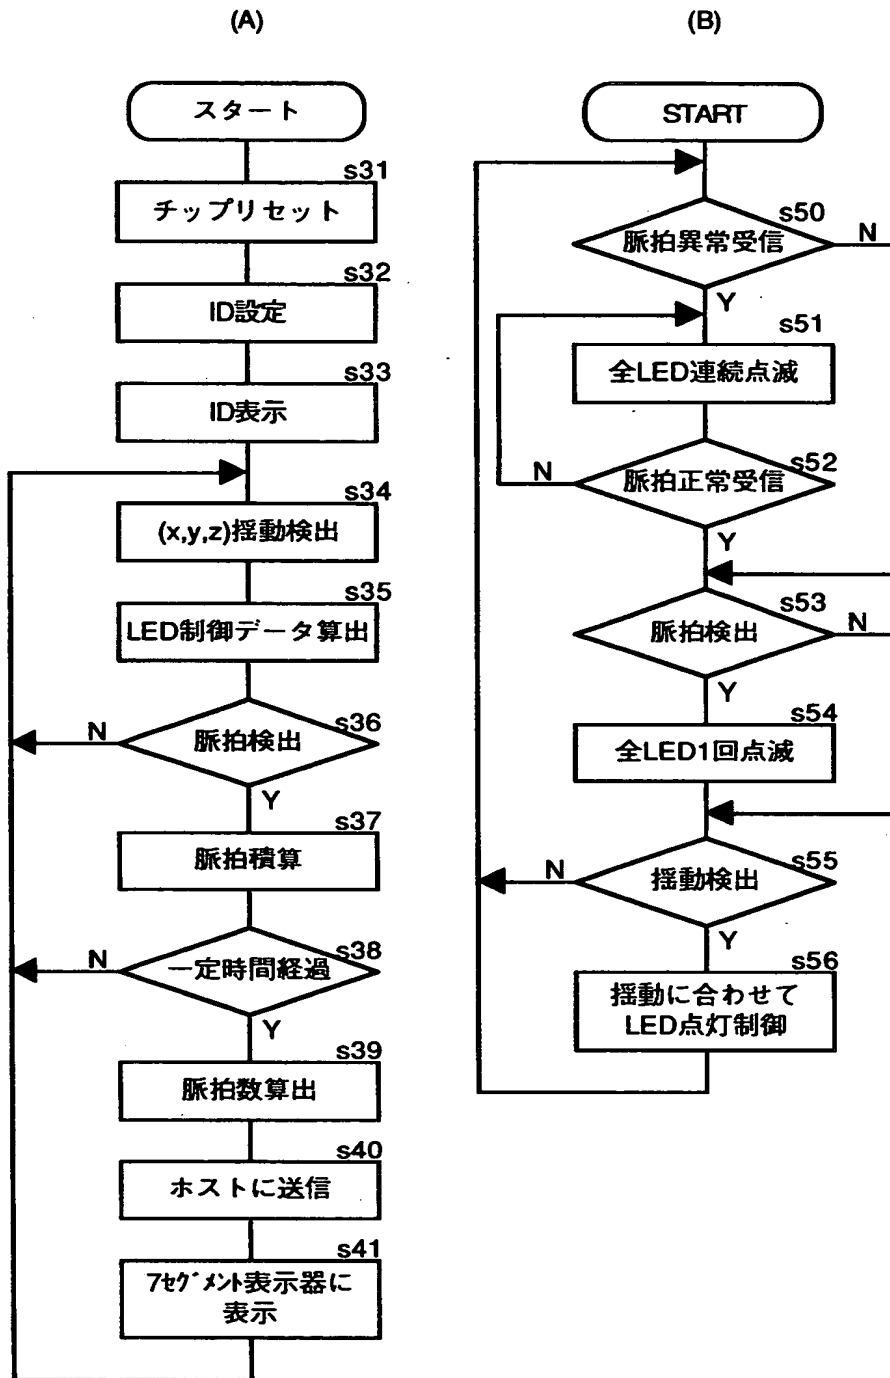 (A)
スタート
s31
チップリセット
s32
ID設定
s33
ID表示
s34
(x,y,z)揺動検出
s35
LED制御データ算出
s36
脈拍検出
N
Y
s37
脈拍積算
s38
一定時間経過
N
Y
s39
脈拍数算出
s40
ホストに送信
s41
7ｾｸﾞﾒﾝﾄ表示器に
表示
(B)
START
s50
脈拍異常受信
N
Y
s51
全LED連続点滅
s52
脈拍正常受信
N
Y
s53
脈拍検出
N
Y
s54
全LED1回点滅
s55
揺動検出
N
Y
s56
揺動に合わせて
LED点灯制御